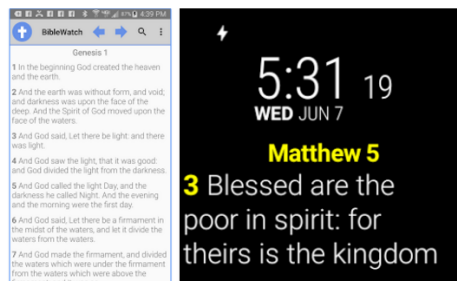 4:29 PM
BibleWatch
Genesis 1
1 In the beginning God created the heaven
and the earth.
2 And the earth was without form, and void;
and darkness was upon the face of the
deep. And the Spirit of God moved upon the
face of the waters.
3 And God said, Let there be light: and there
was light.
4 And God saw the light, that it was good:
and God divided the light from the darkness.
5 And God called the light Day, and the
darkness he called Night. And the evening
and the morning were the first day.
6 And God said, Let there be a firmament in
the midst of the waters, and let it divide the
waters from the waters.
7 And God made the firmament, and divided
the waters which were under the firmament
from the waters which were above the
5:31 19
WED JUN 7
Matthew 5
3 Blessed are the
poor in spirit: for
theirs is the kingdom